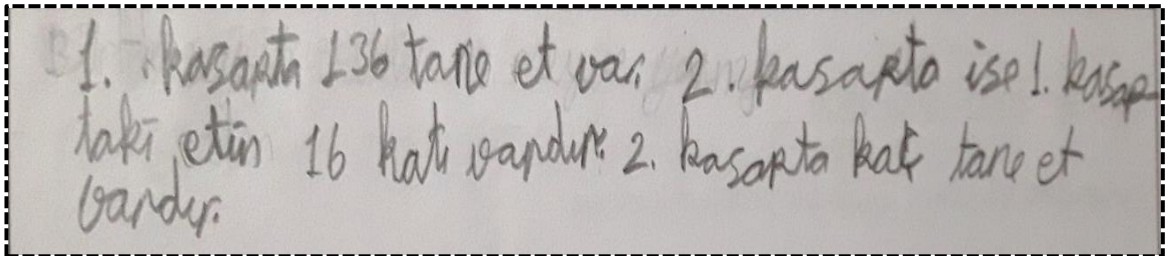 1. kasapta 136 tane et var. 2. kasapta ise 1. kasap-
taki etin 16 katı vardır. 2. kasapta kaç tane et
vardır.